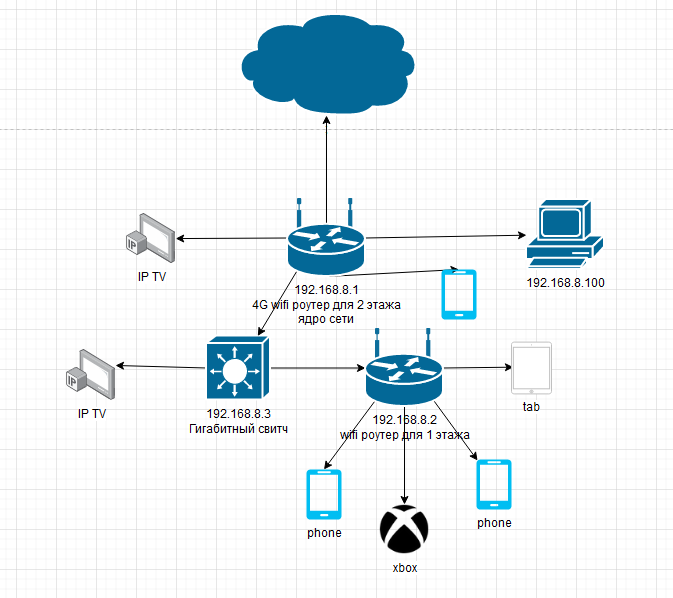 IP
IP TV
192.168.8.100
192.168.8.1
4G wifi роутер для 2 этажа
ядро сети
IP
IP TV
192.168.8.3
Гигабитный свитч
192.168.8.2
wifi роутер для 1 этажа
tab
phone
phone
xbox